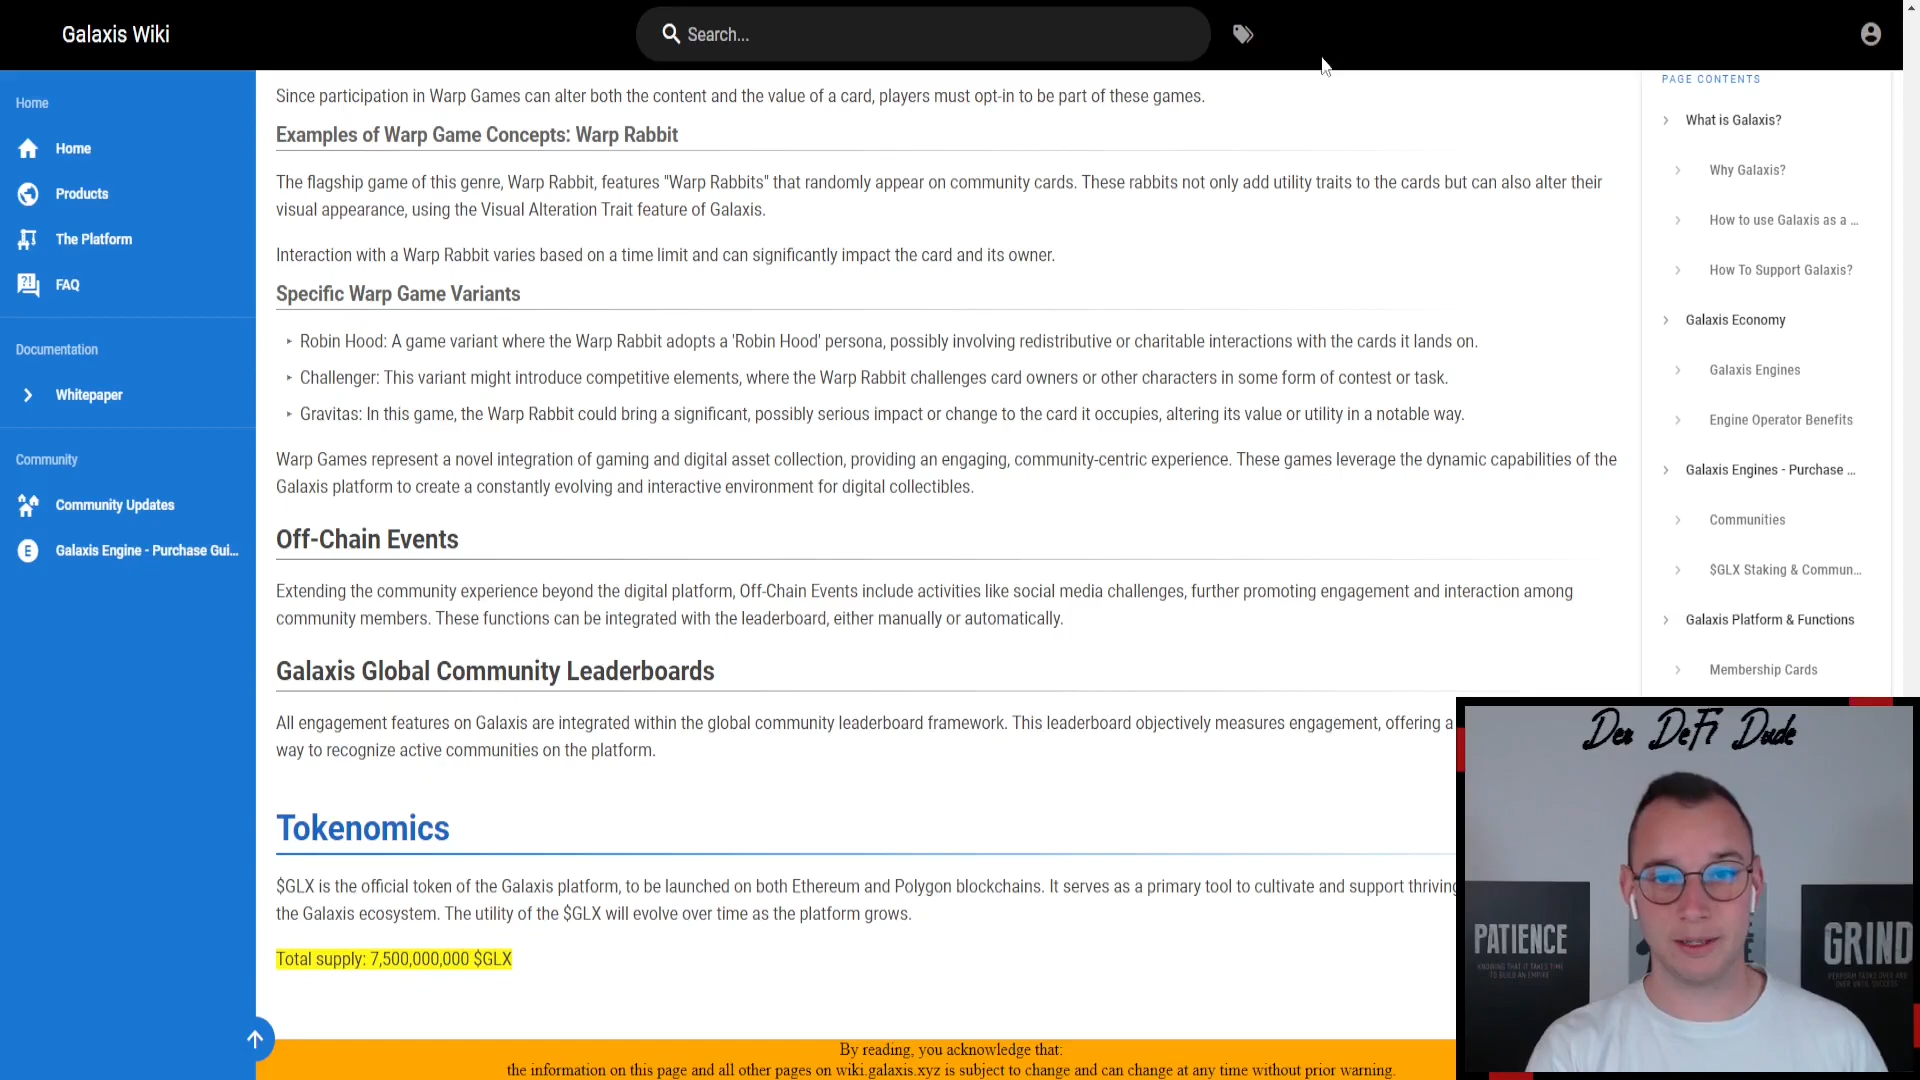 Galaxis Wiki
Search...
Home
Home
Products
The Platform
FAQ
Documentation
Whitepaper
Community
Community Updates
E
Galaxis Engine - Purchase Gui...
Since participation in Warp Games can alter both the content and the value of a card, players must opt-in to be part of these games.
Examples of Warp Game Concepts: Warp Rabbit
The flagship game of this genre, Warp Rabbit, features "Warp Rabbits" that randomly appear on community cards. These rabbits not only add utility traits to the cards but can also alter their
visual appearance, using the Visual Alteration Trait feature of Galaxis.
Interaction with a Warp Rabbit varies based on a time limit and can significantly impact the card and its owner.
Specific Warp Game Variants
Robin Hood: A game variant where the Warp Rabbit adopts a 'Robin Hood' persona, possibly involving redistributive or charitable interactions with the cards it lands on.
Challenger: This variant might introduce competitive elements, where the Warp Rabbit challenges card owners or other characters in some form of contest or task.
Gravitas: In this game, the Warp Rabbit could bring a significant, possibly serious impact or change to the card it occupies, altering its value or utility in a notable way.
Warp Games represent a novel integration of gaming and digital asset collection, providing an engaging, community-centric experience. These games leverage the dynamic capabilities of the
Galaxis platform to create a constantly evolving and interactive environment for digital collectibles.
Off-Chain Events
Extending the community experience beyond the digital platform, Off-Chain Events include activities like social media challenges, further promoting engagement and interaction among
community members. These functions can be integrated with the leaderboard, either manually or automatically.
Galaxis Global Community Leaderboards
All engagement features on Galaxis are integrated within the global community leaderboard framework. This leaderboard objectively measures engagement, offering a
way to recognize active communities on the platform.
Tokenomics
$GLX is the official token of the Galaxis platform, to be launched on both Ethereum and Polygon blockchains. It serves as a primary tool to cultivate and support thriving
the Galaxis ecosystem. The utility of the $GLX will evolve over time as the platform grows.
Total supply: 7,500,000,000 $GLX
By reading, you acknowledge that:
the information on this page and all other pages on wiki.galaxis.xyz is subject to change and can change at any time without prior warning.
PAGE CONTENTS
What is Galaxis?
Why Galaxis?
How to use Galaxis as a ...
How To Support Galaxis?
Galaxis Economy
Galaxis Engines
Engine Operator Benefits
Galaxis Engines - Purchase ...
Communities
$GLX Staking & Commun...
Galaxis Platform & Functions
Membership Cards
Der DeFi Dude
PATIENCE
KNOWING THAT IT TAKES TIME
TO BUILD AN EMPIRE
GRIND